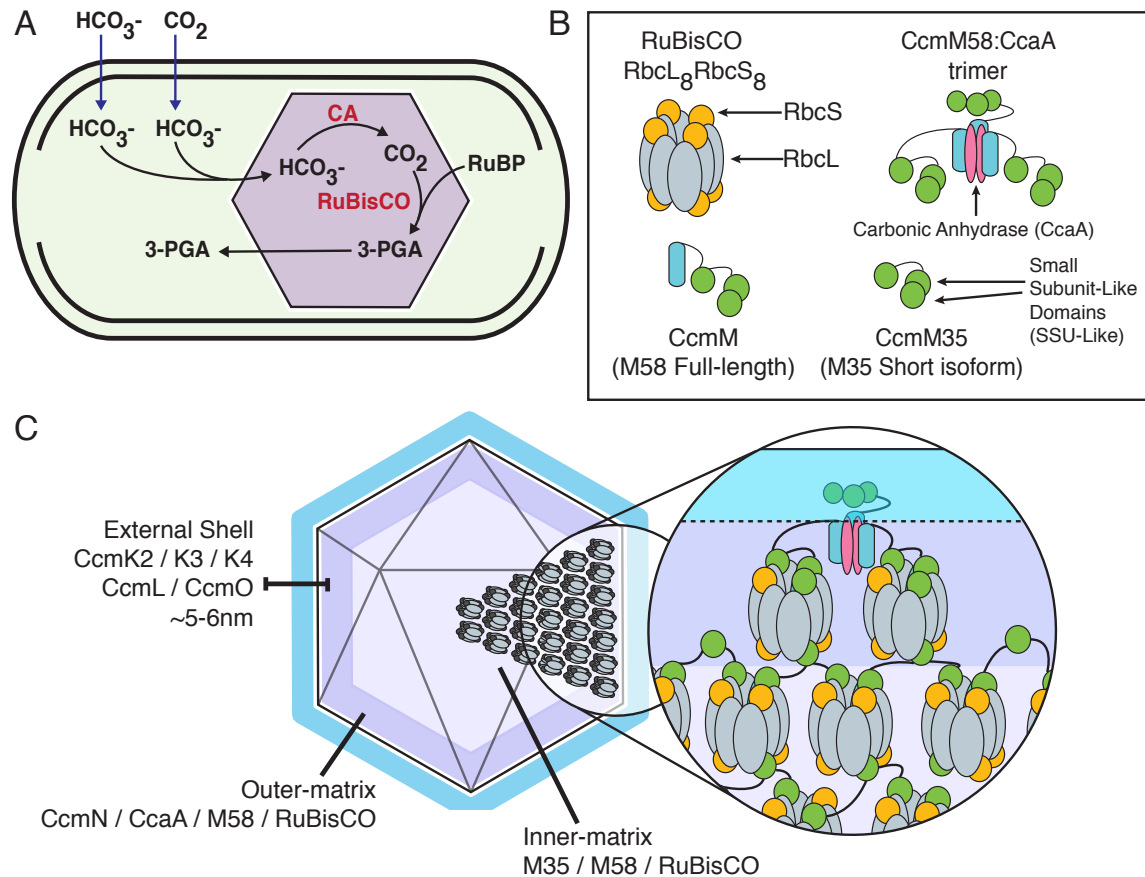 A
HCO3- CO2
HCO3- HCO3-
CA
HCO3-
CO2
RuBP
RuBisCO
3-PGA
3-PGA
B
RuBisCO
RbcL8RbcS8
RbcS
RbcL
CcmM58:CcaA
trimer
Carbonic Anhydrase (CcaA)
CcmM
(M58 Full-length)
CcmM35
(M35 Short isoform)
Small
Subunit-Like
Domains
(SSU-Like)
C
External Shell
CcmK2 / K3 / K4
CcmL / CcmO
~5-6nm
Outer-matrix
CcmN / CcaA / M58 / RuBisCO
Inner-matrix
M35 / M58 / RuBisCO